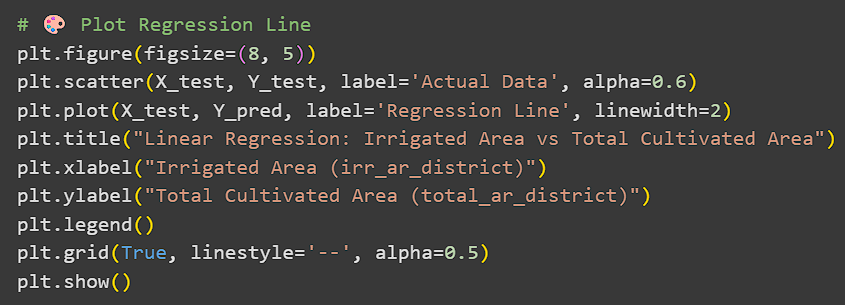 # 🎨 Plot Regression Line
plt.figure(figsize=(8, 5))
plt.scatter(X_test, Y_test, label='Actual Data', alpha=0.6)
plt.plot(X_test, Y_pred, label='Regression Line', linewidth=2)
plt.title("Linear Regression: Irrigated Area vs Total Cultivated Area")
plt.xlabel("Irrigated Area (irr_ar_district)")
plt.ylabel("Total Cultivated Area (total_ar_district)")
plt.legend()
plt.grid(True, linestyle='--', alpha=0.5)
plt.show()